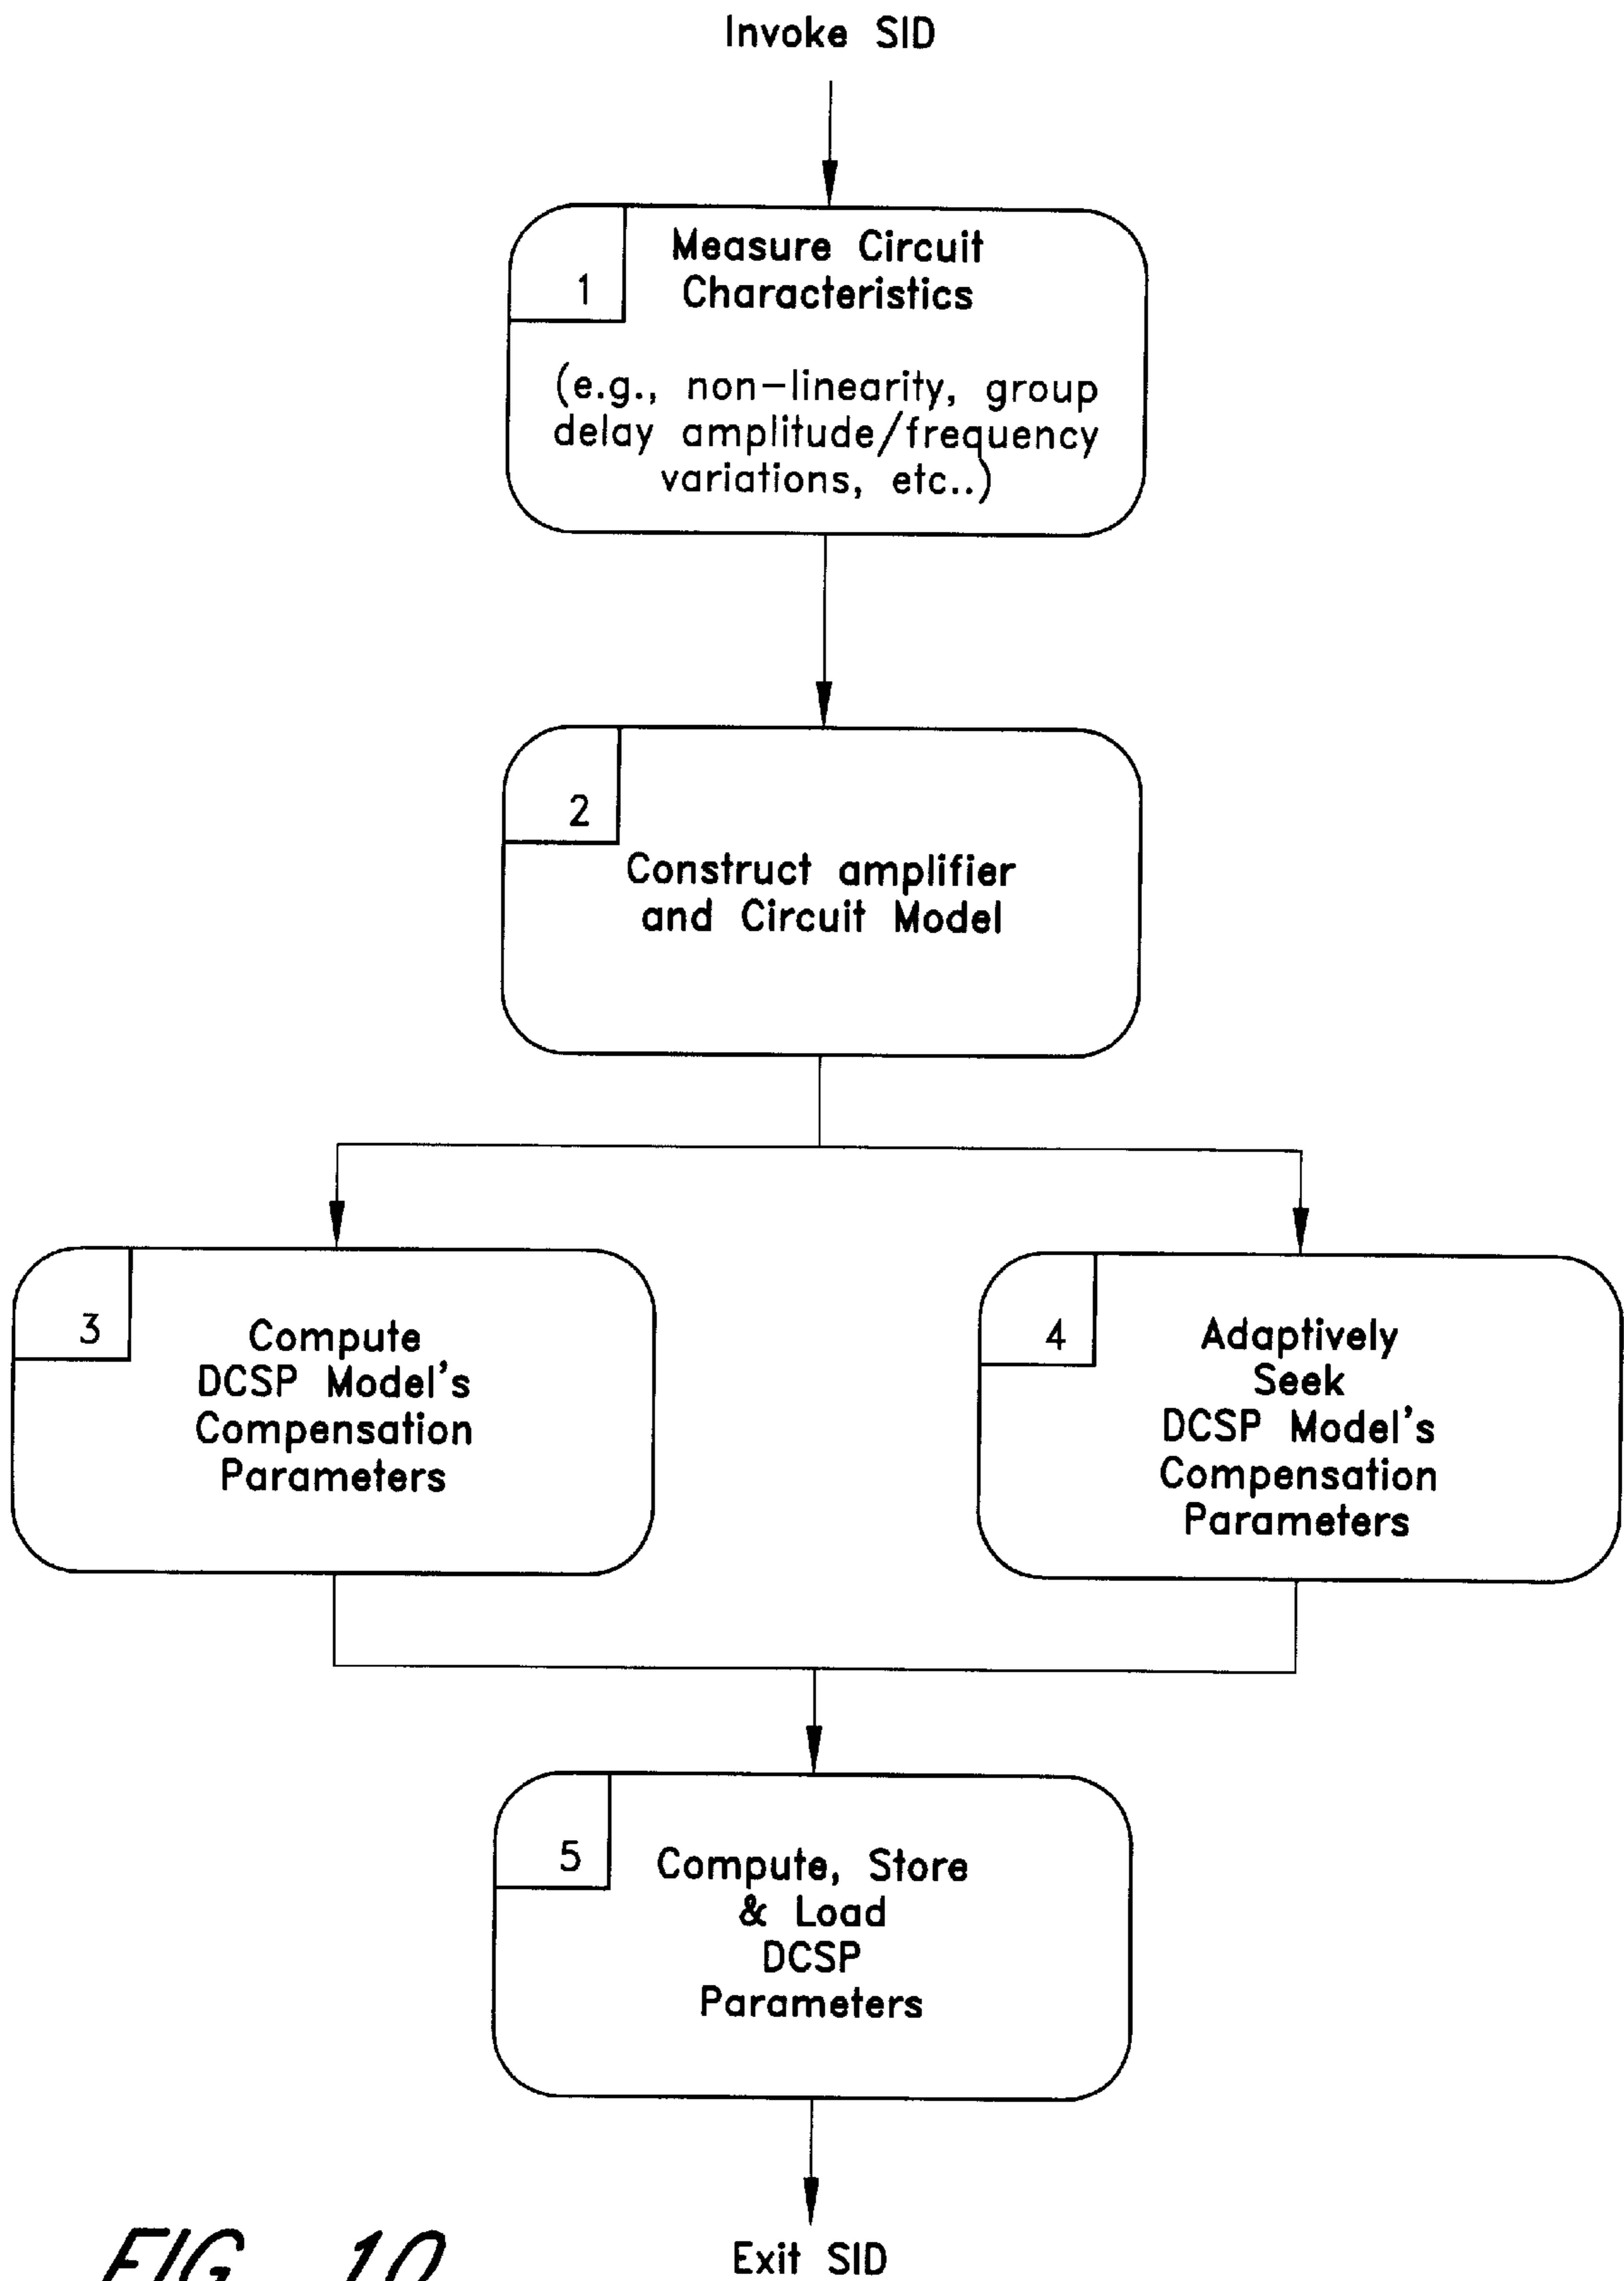 Invoke SID
1
Measure Circuit
Characteristics
(e.g., non-linearity, group
delay amplitude/frequency
variations, etc..)
2
Construct amplifier
and Circuit Model
3
Compute
DCSP Model's
Compensation
Parameters
4
Adaptively
Seek
DCSP Model's
Compensation
Parameters
5
Compute, Store
& Load
DCSP
Parameters
Exit SID
FIG. 10